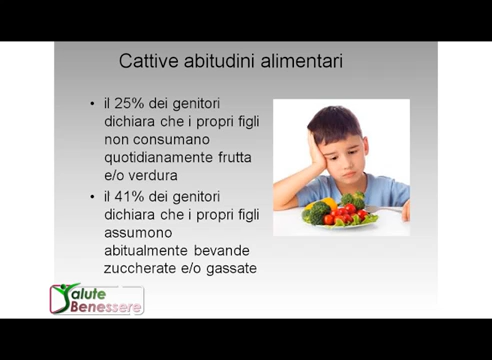 Cattive abitudini alimentari
• il 25% dei genitori
dichiara che i propri figli
non consumano
quotidianamente frutta
e/o verdura
• il 41% dei genitori
dichiara che i propri figli
assumono
abitualmente bevande
zuccherate e/o gassate
Salute
Benessere